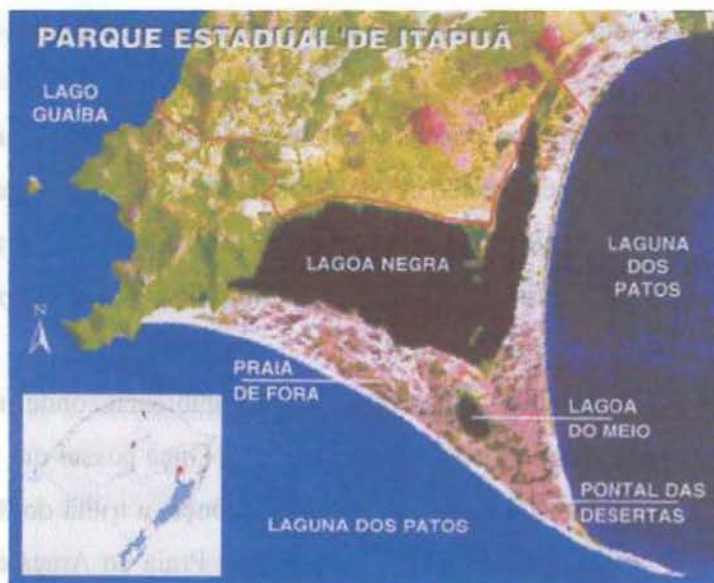 PARQUE ESTADUAL DE ITAPUÃ
LAGO
GUAÍBA
LAGOA NEGRA
LAGUNA
DOS
PATOS
N
PRAIA
DE FORA
LAGOA
DO MEIO
PONTAL DAS
DESERTAS
LAGUNA DOS PATOS